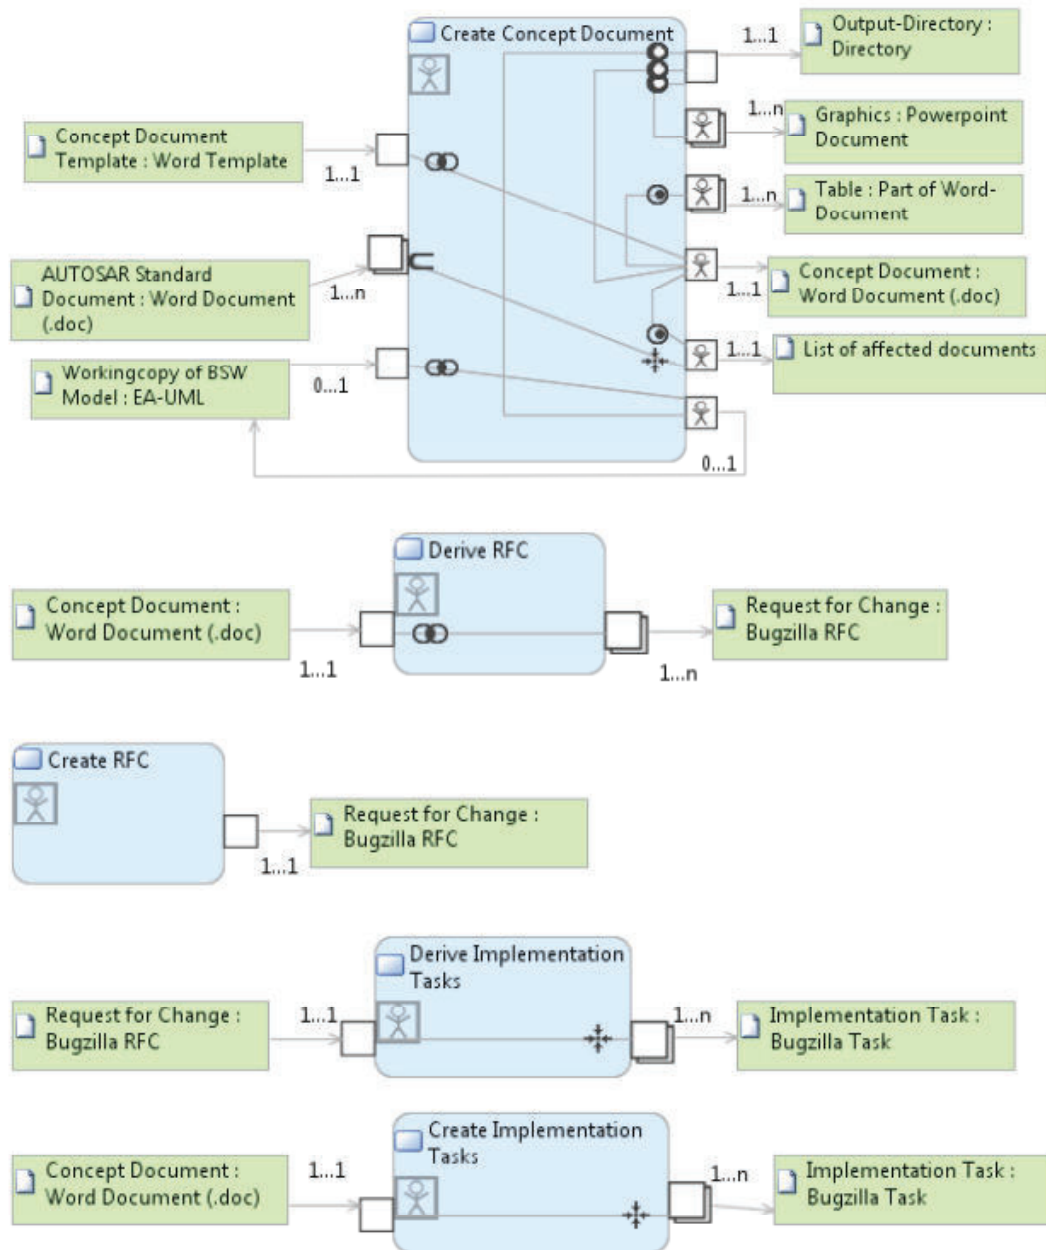 Create Concept Document
1...1
Output-Directory :
Directory
Concept Document
Template : Word Template
1...1
1...n
Graphics : Powerpoint
Document
1...n
Table : Part of Word-
Document
AUTOSAR Standard
Document : Word Document
(.doc)
1...n
1...1
Concept Document :
Word Document (.doc)
Workingcopy of BSW
Model : EA-UML
0...1
1...1
List of affected documents
0...1
Derive RFC
Concept Document :
Word Document (.doc)
1...1
1...n
Request for Change :
Bugzilla RFC
Create RFC
1...1
Request for Change :
Bugzilla RFC
Derive Implementation
Tasks
Request for Change :
Bugzilla RFC
1...1
1...n
Implementation Task :
Bugzilla Task
Create Implementation
Tasks
Concept Document :
Word Document (.doc)
1...1
1...n
Implementation Task :
Bugzilla Task